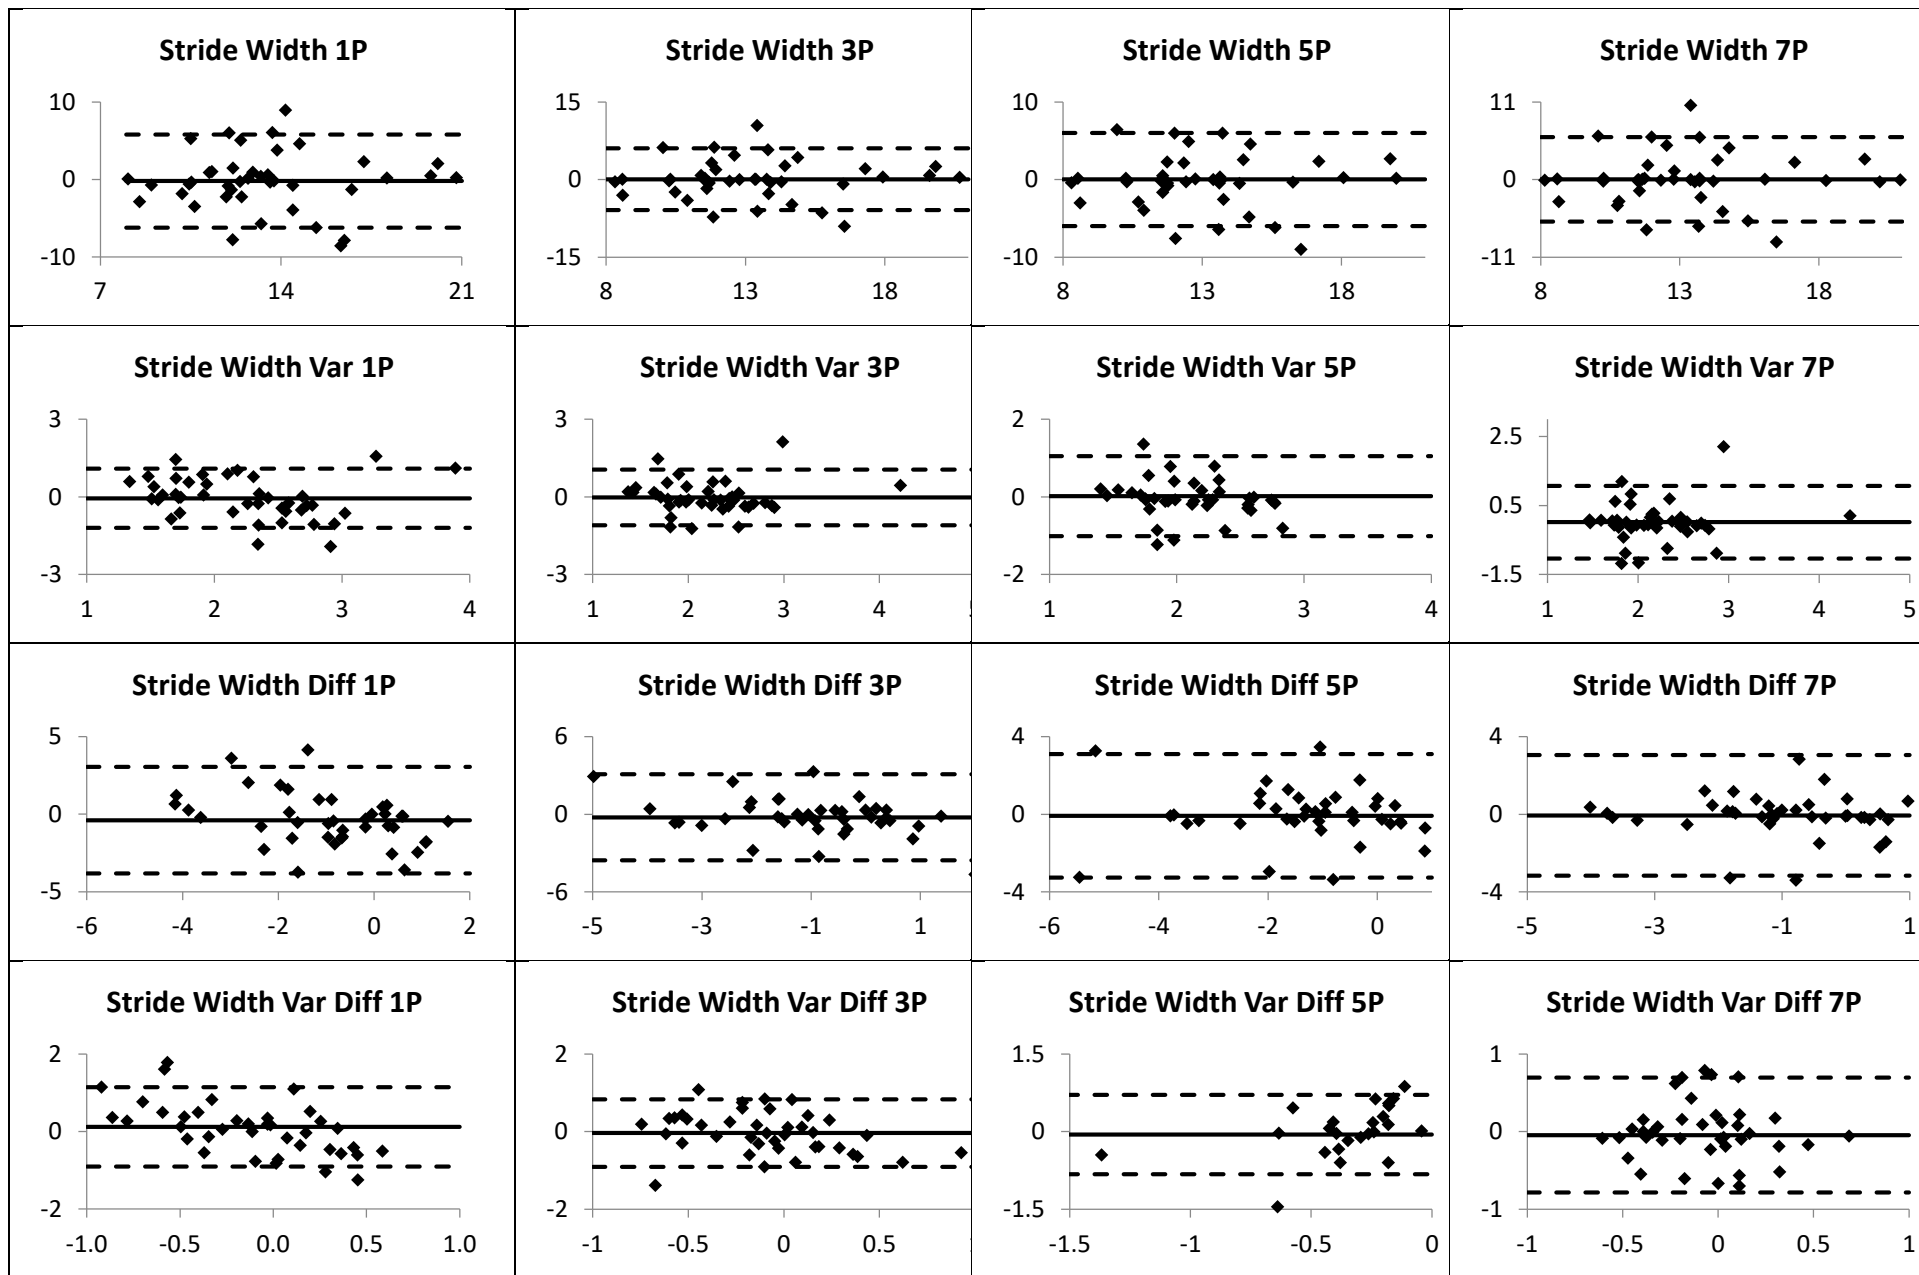 Stride Width 1P
10
0
-10
7 14 21
Stride Width 3P
15
0
-15
8 13 18
Stride Width 5P
10
0
-10
8 13 18
Stride Width 7P
11
0
-11
8 13 18
Stride Width Var 1P
3
0
-3
1 2 3 4
Stride Width Var 3P
3
0
-3
1 2 3 4
Stride Width Var 5P
2
0
-2
1 2 3 4
Stride Width Var 7P
2.5
0.5
-1.5
1 2 3 4 5
Stride Width Diff 1P
5
0
-5
-6 -4 -2 0 2
Stride Width Diff 3P
6
0
-6
-5 -3 -1 1
Stride Width Diff 5P
4
0
-4
-6 -4 -2 0
Stride Width Diff 7P
4
0
-4
-5 -3 -1 1
Stride Width Var Diff 1P
2
0
-2
-1.0 -0.5 0.0 0.5 1.0
Stride Width Var Diff 3P
2
0
-2
-1 -0.5 0 0.5
Stride Width Var Diff 5P
1.5
0
-1.5
-1.5 -1 -0.5 0
Stride Width Var Diff 7P
1
0
-1
-1 -0.5 0 0.5 1